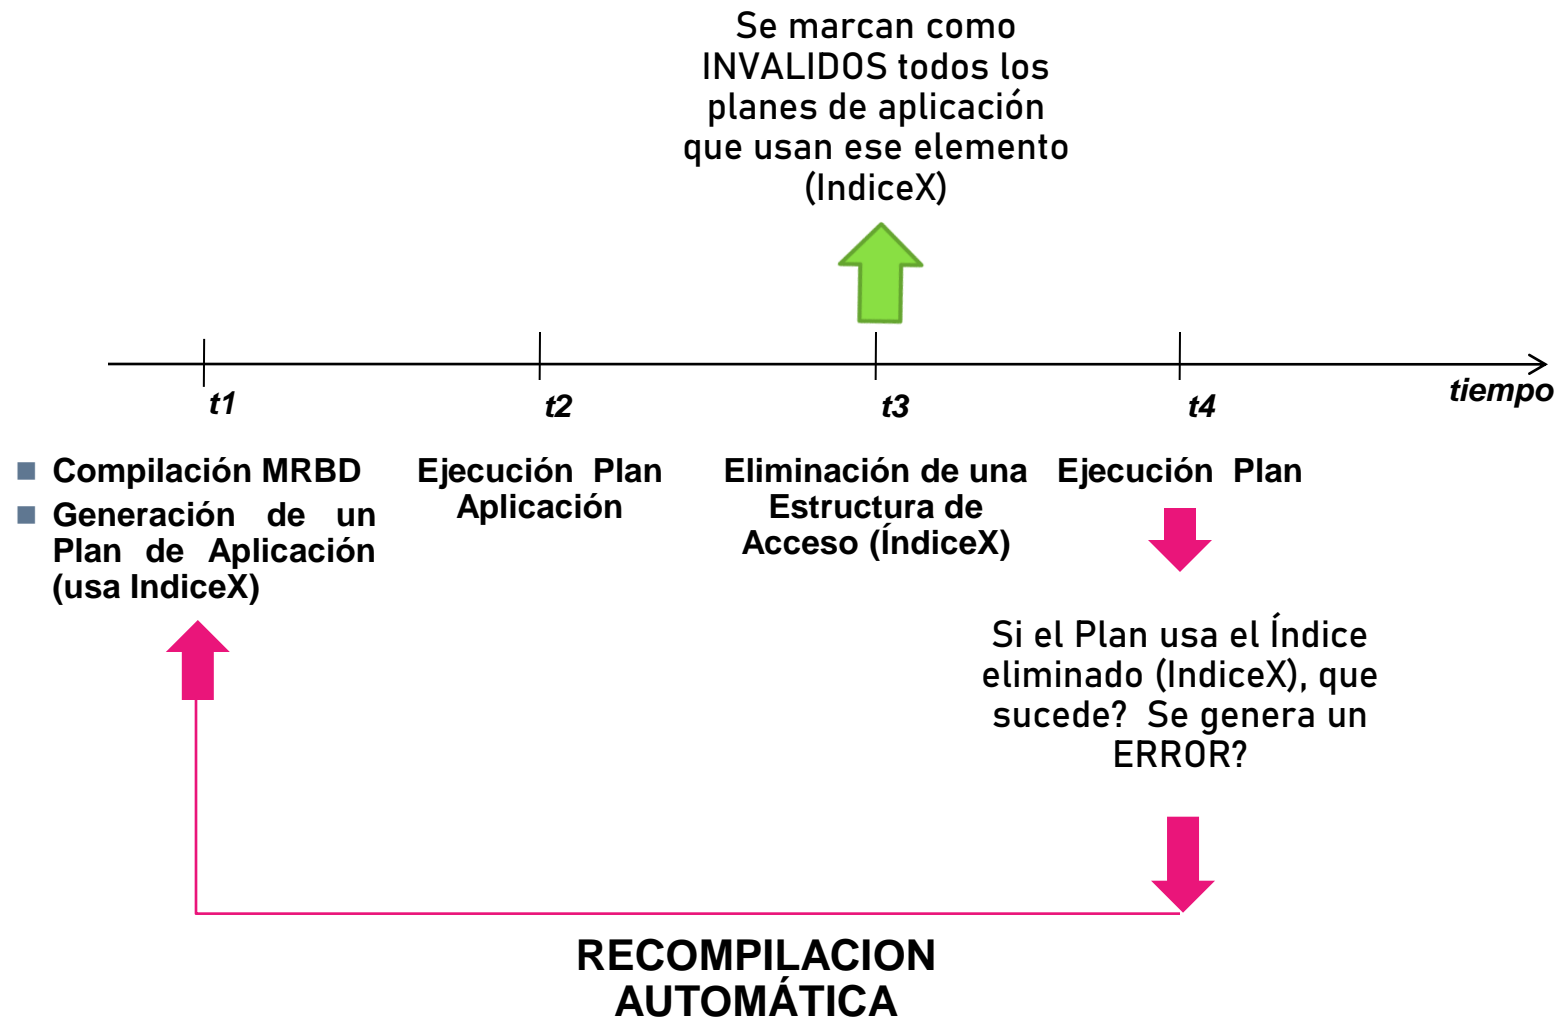 Se marcan como
INVALIDOS todos los
planes de aplicación
que usan ese elemento
(IndiceX)
t1
t2
t3
t4
tiempo
Compilación MRBD
Generación de un
Plan de Aplicación
(usa IndiceX)
Ejecución Plan
Aplicación
Eliminación de una
Estructura de
Acceso (ÍndiceX)
Ejecución Plan
Si el Plan usa el Índice
eliminado (IndiceX), que
sucede? Se genera un
ERROR?
RECOMPILACION
AUTOMÁTICA